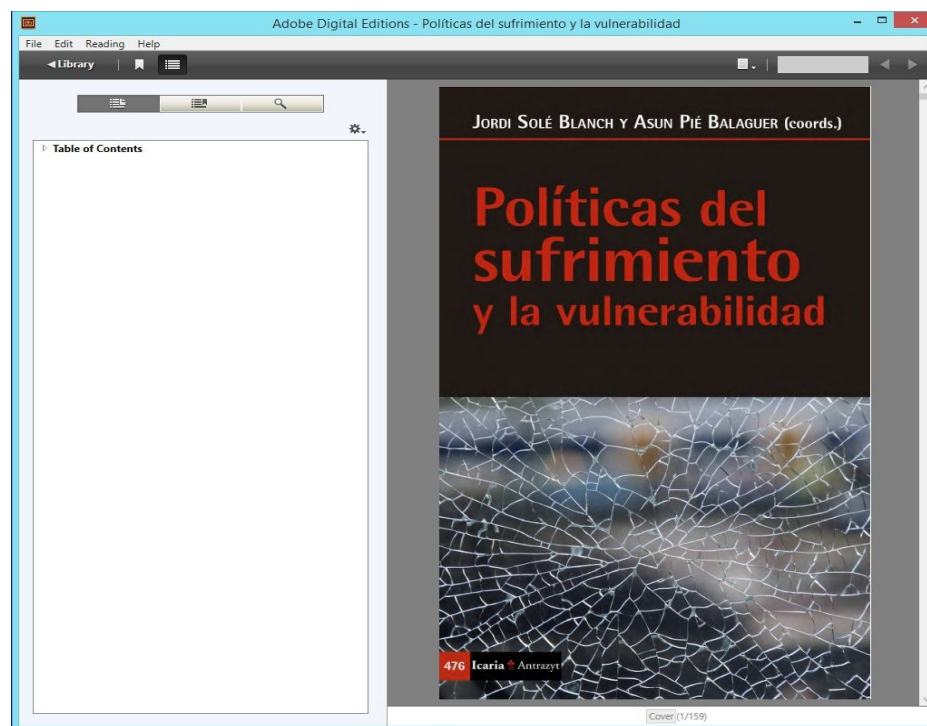 Adobe Digital Editions - Políticas del sufrimiento y la vulnerabilidad
File Edit Reading Help
Library
Table of Contents
JORDI SOLÉ BLANCH Y ASUN PIÉ BALAGUER (coords.)
Políticas del
sufrimiento
y la vulnerabilidad
476 Icaria Antrazyt
Cover (1/159)